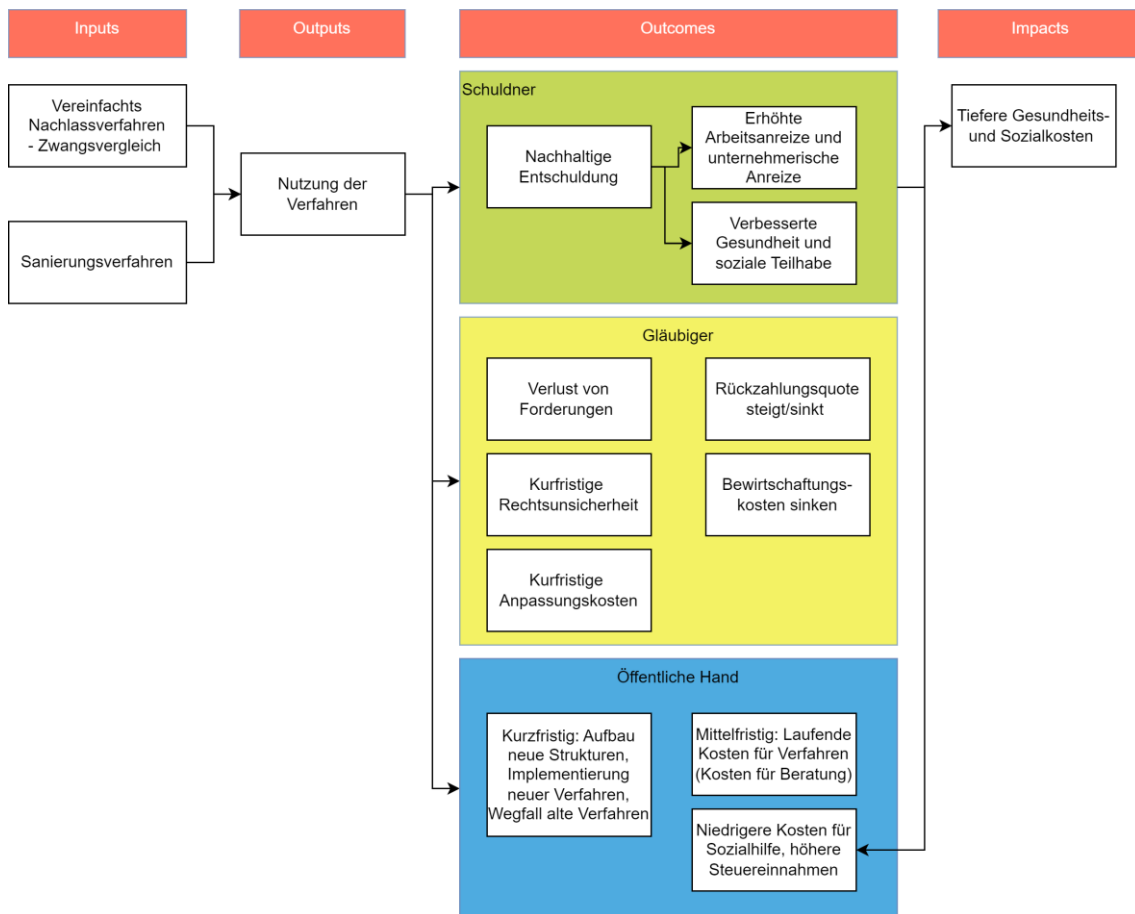 Inputs
Outputs
Outcomes
Impacts
Vereinfachts
Nachlassverfahren
- Zwangsvergleich
Sanierungsverfahren
Nutzung der
Verfahren
Schuldner
Nachhaltige
Entschuldung
Erhöhte
Arbeitsanreize und
unternehmerische
Anreize
Verbesserte
Gesundheit und
soziale Teilhabe
Gläubiger
Verlust von
Forderungen
Rückzahlungsquote
steigt/sinkt
Kurfristige
Rechtsunsicherheit
Bewirtschaftungs-
kosten sinken
Kurfristige
Anpassungskosten
Öffentliche Hand
Kurzfristig: Aufbau
neue Strukturen,
Implementierung
neuer Verfahren,
Wegfall alte Verfahren
Mittelfristig: Laufende
Kosten für Verfahren
(Kosten für Beratung)
Niedrigere Kosten für
Sozialhilfe, höhere
Steuereinnahmen
Tiefere Gesundheits-
und Sozialkosten